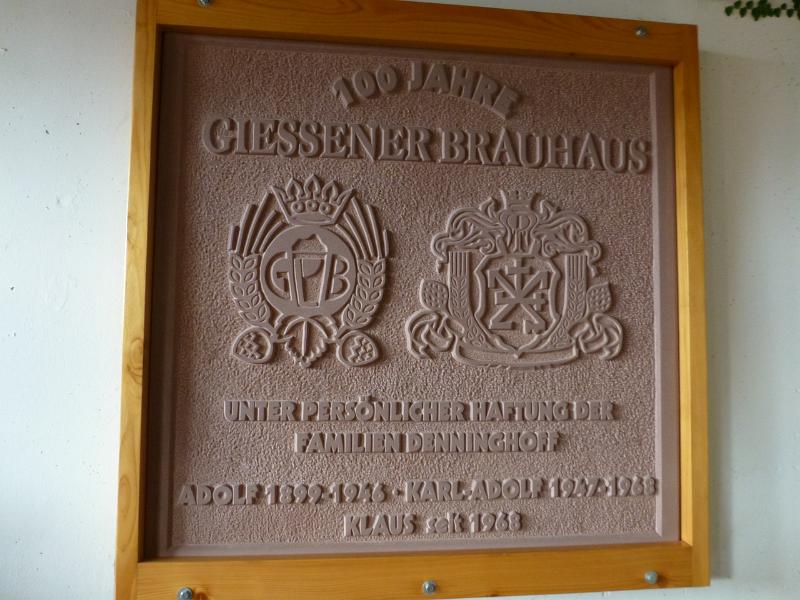 100 JAHRE
GIESSENER BRAUHAUS
GPB
UNTER PERSÖNLICHER HAFTUNG DER
FAMILIEN DENNINGHOFF
ADOLF 1899-1946 · KARL-ADOLF 1947-1968
KLAUS seit 1968